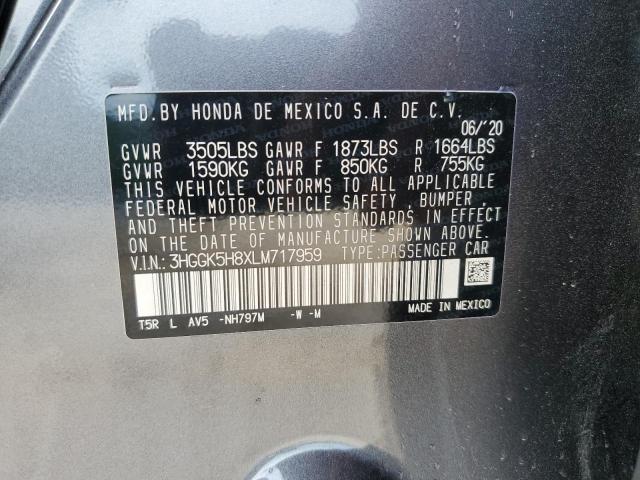 MFD.BY HONDA DE MEXICO S.A. DE C.V.
06/'20
GVWR 3505LBS GAWR F 1873LBS R 1664LBS
GVWR 1590KG GAWR F 850KG R 755KG
THIS VEHICLE CONFORMS TO ALL APPLICABLE
FEDERAL MOTOR VEHICLE SAFETY, BUMPER,
AND THEFT PREVENTION STANDARDS IN EFFECT
ON THE DATE OF MANUFACTURE SHOWN ABOVE.
V.I.N.:3HGGK5H8XLM717959 TYPE:PASSENGER CAR
T5R L AV5 -NH797M -W -M MADE IN MEXICO